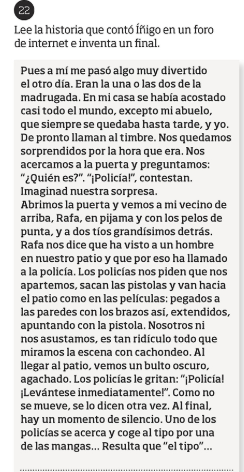 22
Lee la historia que contó Íñigo en un foro
de internet e inventa un final.
Pues a mí me pasó algo muy divertido
el otro día. Eran la una o las dos de la
madrugada. En mi casa se había acostado
casi todo el mundo, excepto mi abuelo,
que siempre se quedaba hasta tarde, y yo.
De pronto llaman al timbre. Nos quedamos
sorprendidos por la hora que era. Nos
acercamos a la puerta y preguntamos:
“¿Quién es?”. “¡Policía!”, contestan.
Imaginad nuestra sorpresa.
Abrimos la puerta y vemos a mi vecino de
arriba, Rafa, en pijama y con los pelos de
punta, y a dos tíos grandísimos detrás.
Rafa nos dice que ha visto a un hombre
en nuestro patio y que por eso ha llamado
a la policía. Los policías nos piden que nos
apartemos, sacan las pistolas y van hacia
el patio como en las películas: pegados a
las paredes con los brazos así, extendidos,
apuntando con la pistola. Nosotros ni
nos asustamos, es tan ridículo todo que
miramos la escena con cachondeo. Al
llegar al patio, vemos un bulto oscuro,
agachado. Los policías le gritan: “¡Policía!
¡Levántese inmediatamente!”. Como no
se mueve, se lo dicen otra vez. Al final,
hay un momento de silencio. Uno de los
policías se acerca y coge al tipo por una
de las mangas... Resulta que “el tipo”...